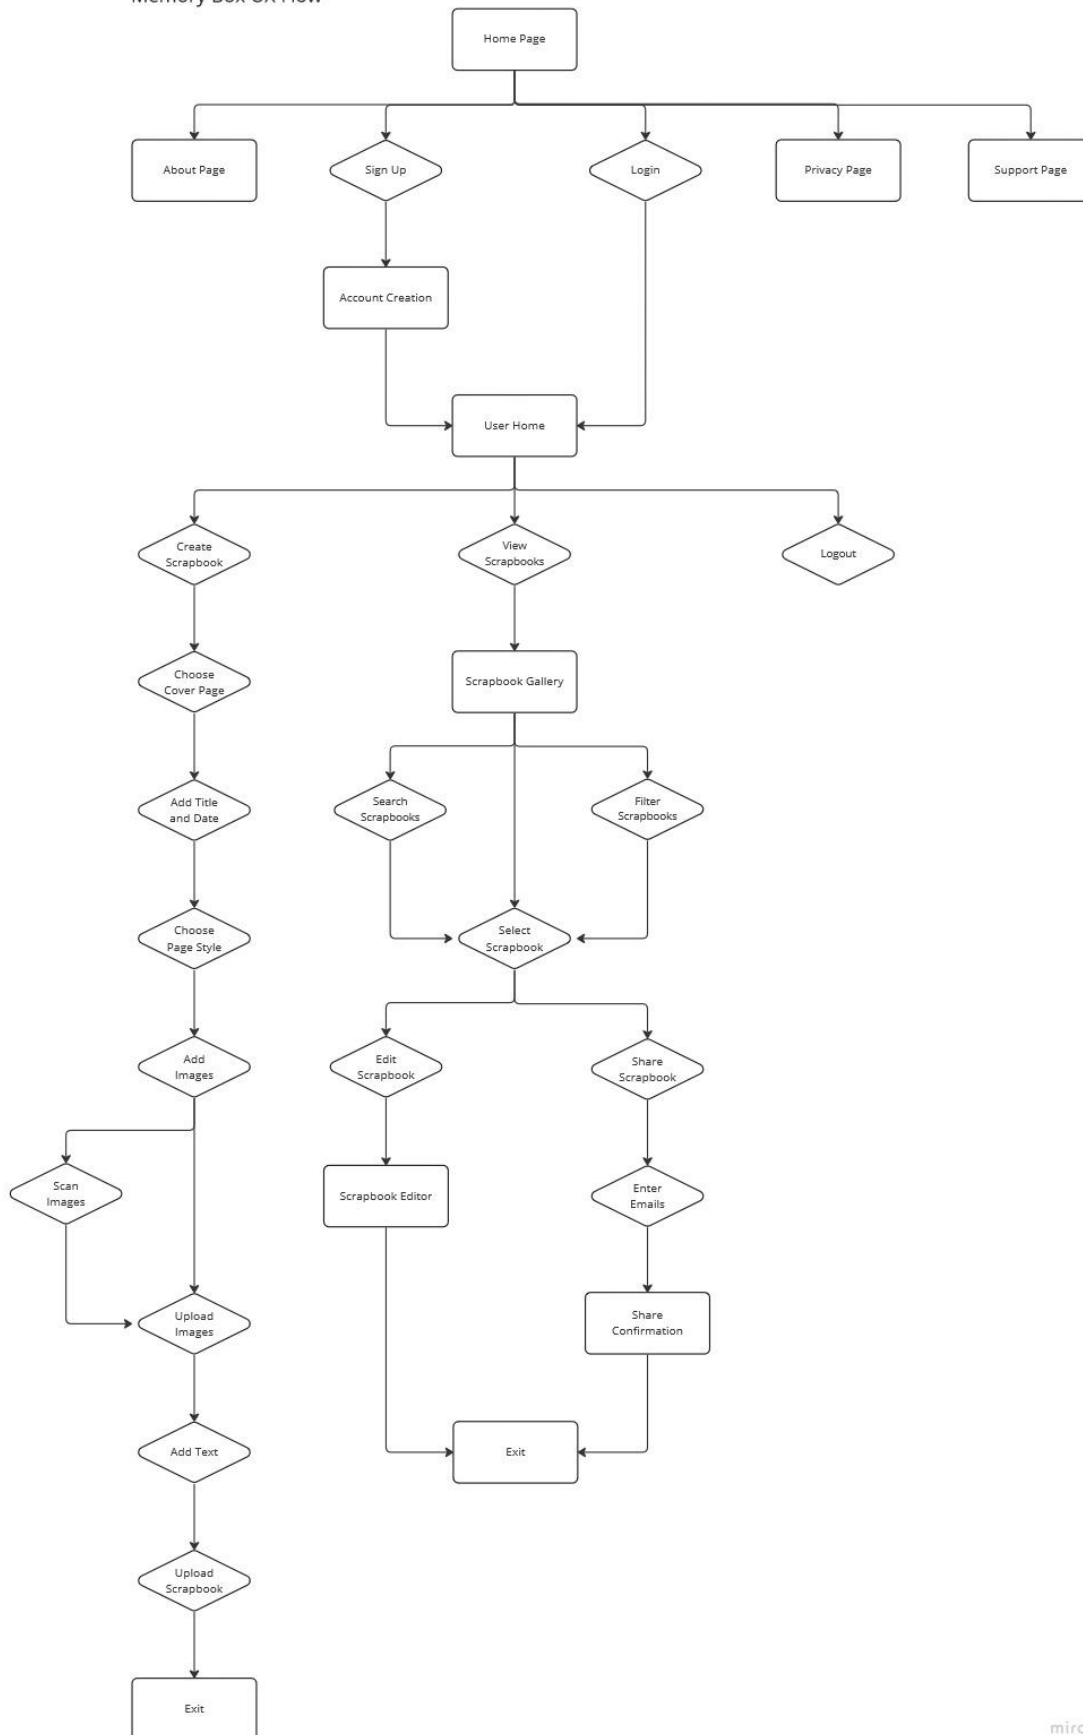 Memory Box UX Flow
Home Page
About Page
Sign Up
Login
Privacy Page
Support Page
Account Creation
User Home
Create
Scrapbook
View
Scrapbooks
Logout
Choose
Cover Page
Scrapbook Gallery
Add Title
and Date
Search
Scrapbooks
Filter
Scrapbooks
Choose
Page Style
Select
Scrapbook
Add
Images
Edit
Scrapbook
Share
Scrapbook
Scan
Images
Scrapbook Editor
Enter
Emails
Upload
Images
Share
Confirmation
Add Text
Exit
Upload
Scrapbook
Exit
miro